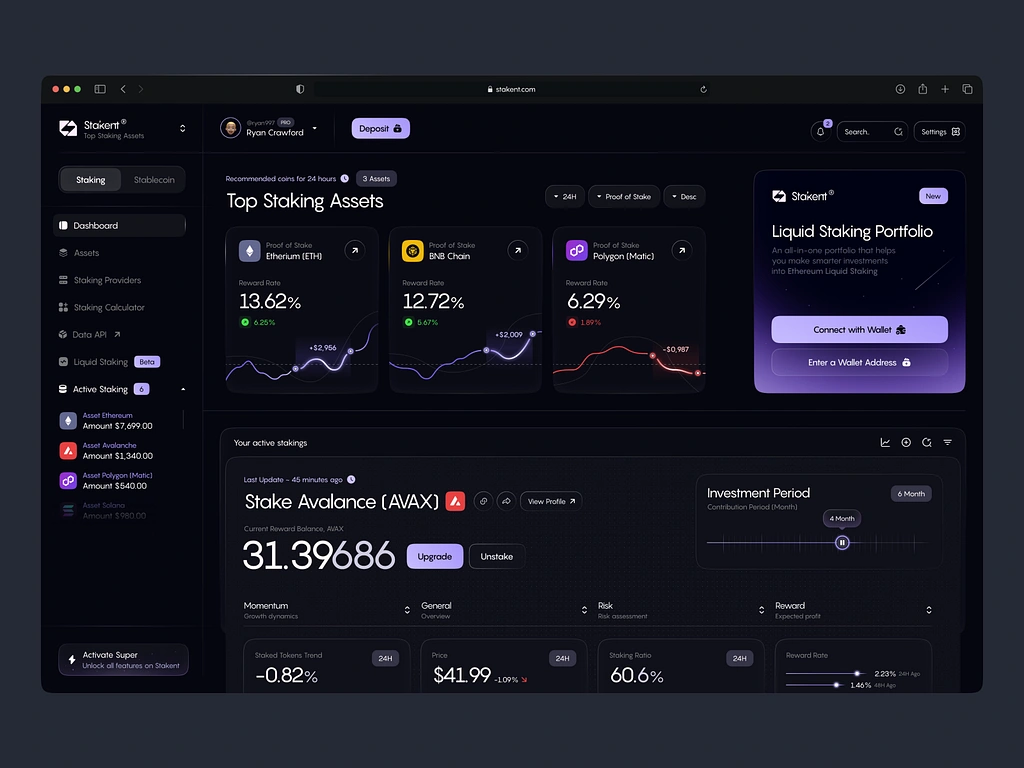 stakent.com
Stakent®
Top Staking Assets
Staking
Stablecoin
Dashboard
Assets
Staking Providers
Staking Calculator
Data API
Liquid Staking Beta
Active Staking 6
Asset Ethereum
Amount $7,699.00
Asset Avalanche
Amount $1,340.00
Asset Polygon (Matic)
Amount $540.00
Asset Solana
Amount $980.00
Activate Super
Unlock all features on Stakent
@ryan997 PRO
Ryan Crawford
Deposit
2
Search.
Settings
Recommended coins for 24 hours
3 Assets
Top Staking Assets
24H
Proof of Stake
Desc
Proof of Stake
Etherium (ETH)
Reward Rate
13.62%
6.25%
+$2,956
Proof of Stake
BNB Chain
Reward Rate
12.72%
5.67%
+$2,009
Proof of Stake
Polygon (Matic)
Reward Rate
6.29%
1.89%
-$0,987
Stakent®
New
Liquid Staking Portfolio
An all-in-one portfolio that helps
you make smarter investments
into Ethereum Liquid Staking
Connect with Wallet
Enter a Wallet Address
Your active stakings
Last Update ~ 45 minutes ago
Stake Avalance (AVAX)
View Profile
Current Reward Balance, AVAX
31.39686
Upgrade
Unstake
Investment Period
Contribution Period (Month)
6 Month
4 Month
Momentum
Growth dynamics
General
Overview
Risk
Risk assessment
Reward
Expected profit
Staked Tokens Trend
24H
-0.82%
Price
24H
$41.99 -1.09%
Staking Ratio
24H
60.6%
Reward Rate
2.23% 24H Ago
1.46% 48H Ago